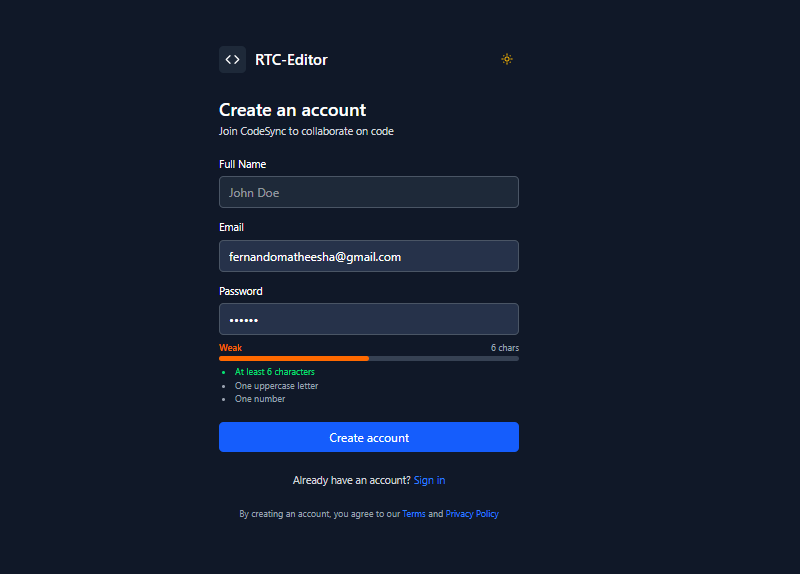 RTC-Editor
Create an account
Join CodeSync to collaborate on code
Full Name
John Doe
Email
fernandomatheesha@gmail.com
Password
••••••
Weak 6 chars
• At least 6 characters
• One uppercase letter
• One number
Create account
Already have an account? Sign in
By creating an account, you agree to our Terms and Privacy Policy